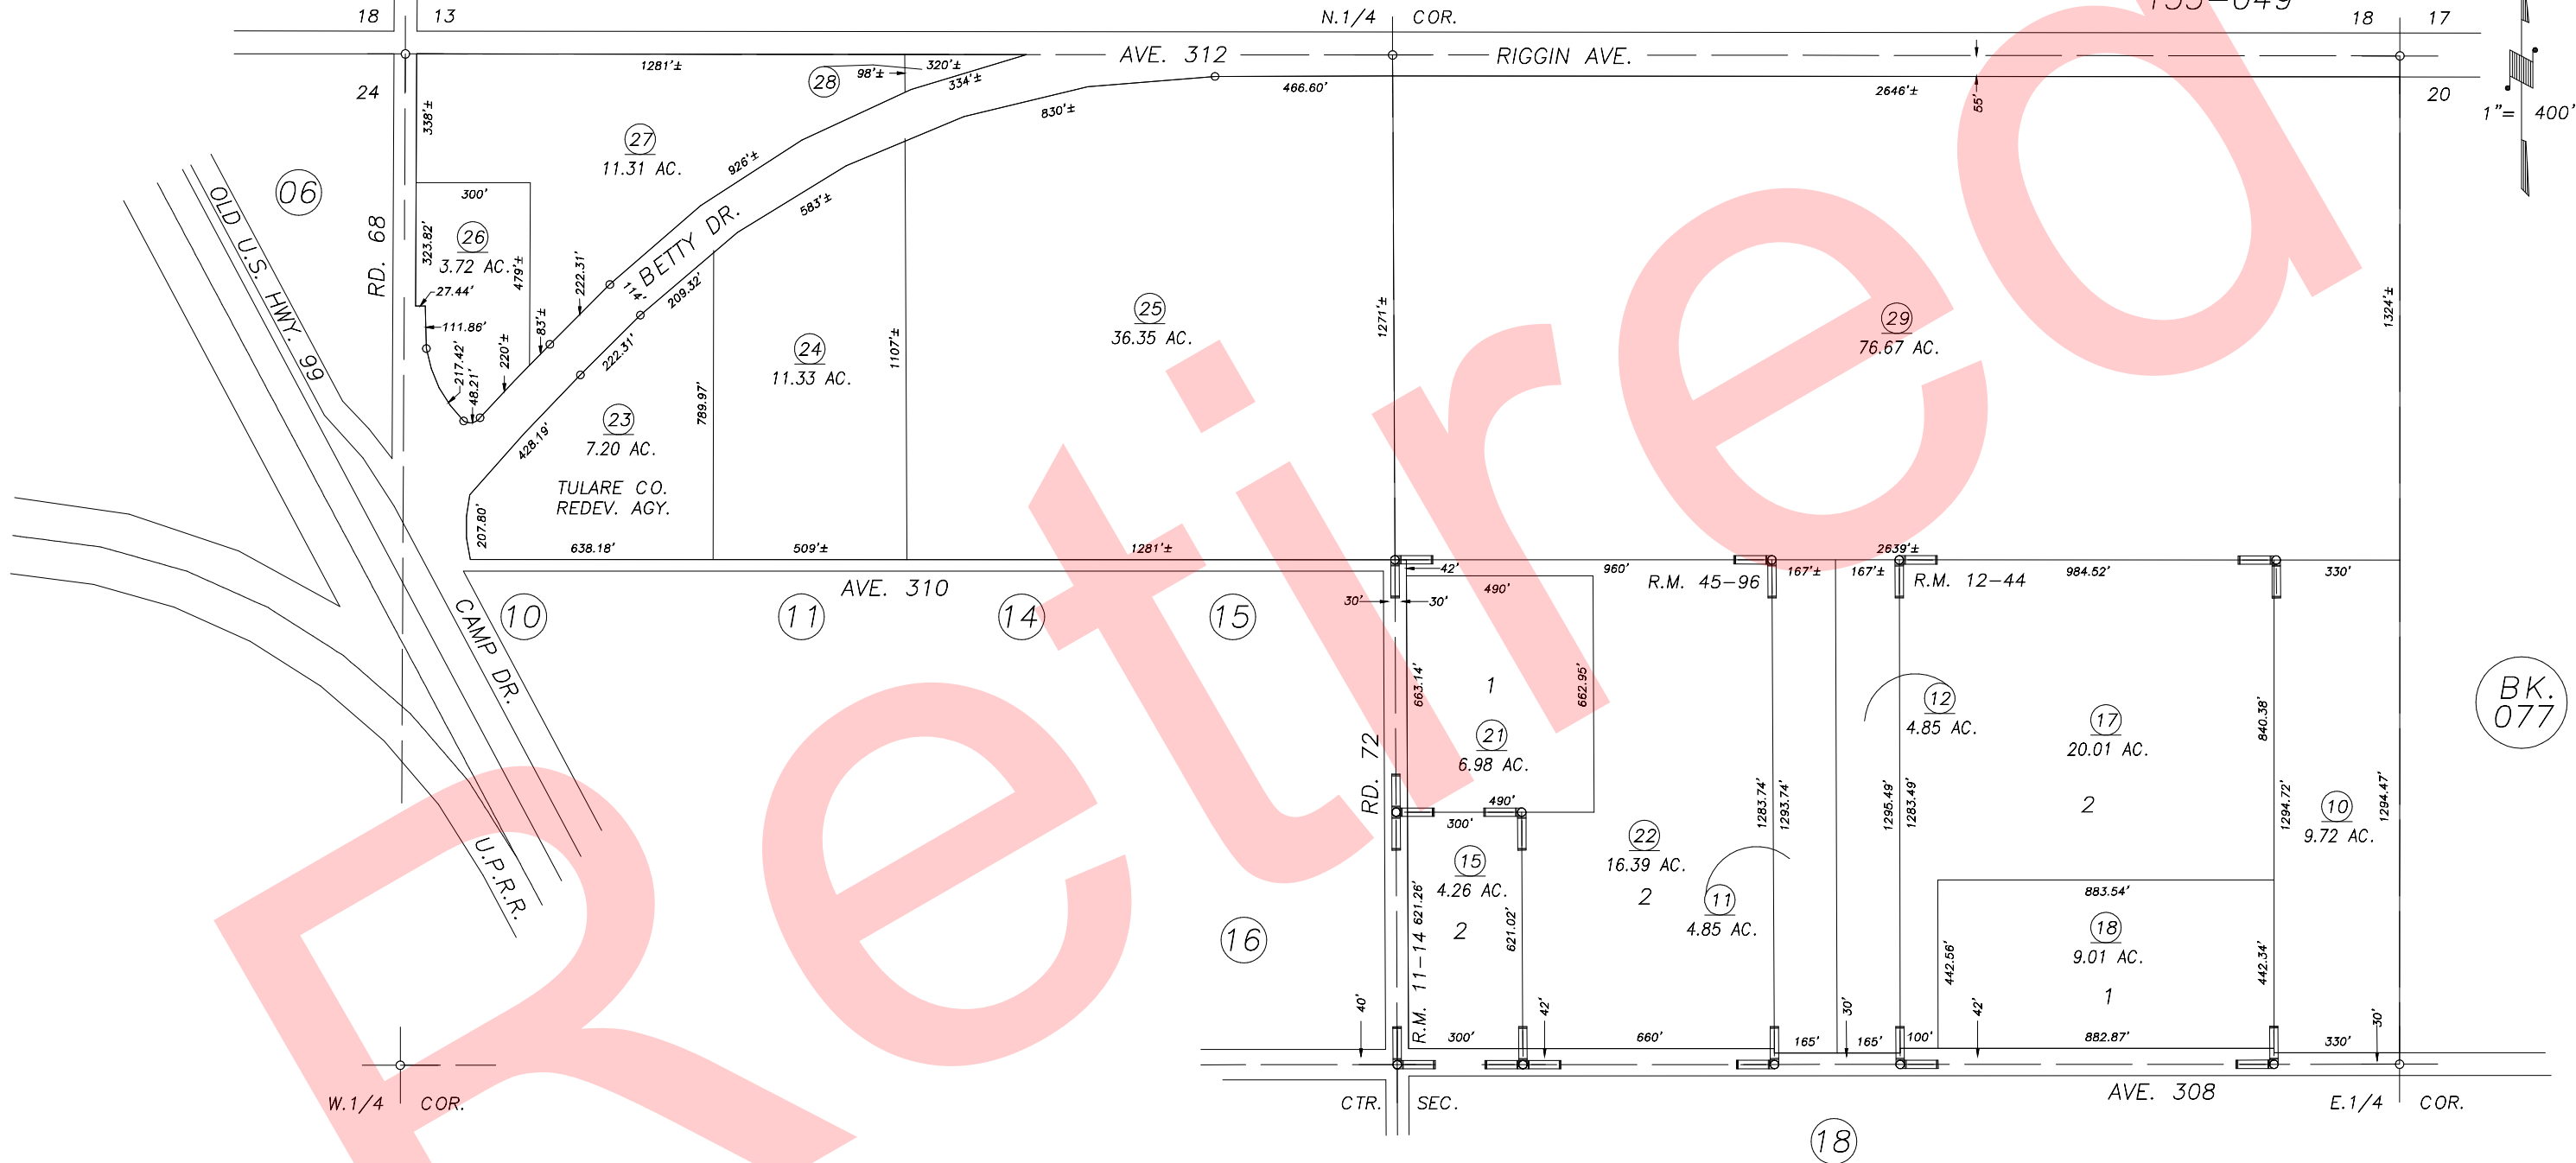 18 13
N.1/4 COR.
18 17
AVE. 312
RIGGIN AVE.
1281'±
28
98'±
320'±
334'±
466.60'
2646'±
55'
24
20
1"= 400'
338'±
830'±
27
11.31 AC.
926'±
06
300'
583'±
OLD U.S. HWY. 99
RD. 68
323.82'
26
3.72 AC.
479'±
222.31'
BETTY DR.
114'
209.32'
27.44'
111.86'
83'±
220'±
217.42'
48.21'
222.31'
25
36.35 AC.
1271'±
29
76.67 AC.
1324'±
24
11.33 AC.
1107'±
789.97'
23
7.20 AC.
428.19'
TULARE CO.
REDEV. AGY.
207.80'
638.18'
509'±
1281'±
2639'±
AVE. 310
42'
960'
167'±
167'±
984.52'
330'
R.M. 45-96
R.M. 12-44
490'
30'
30'
10
11
14
15
CAMP DR.
663.14'
1
662.95'
21
6.98 AC.
RD. 72
12
4.85 AC.
17
20.01 AC.
840.38'
BK.
077
490'
300'
1283.74'
1293.74'
1295.49'
1283.49'
2
1294.72'
10
9.72 AC.
1294.47'
U.P.R.R.
22
16.39 AC.
2
15
4.26 AC.
2
621.26'
621.02'
R.M. 11-14
11
4.85 AC.
883.54'
18
9.01 AC.
1
442.56'
442.34'
16
40'
42'
30'
42'
30'
300'
660'
165'
165'
100'
882.87'
330'
AVE. 308
W.1/4 COR.
CTR. SEC.
E.1/4 COR.
18
Retired